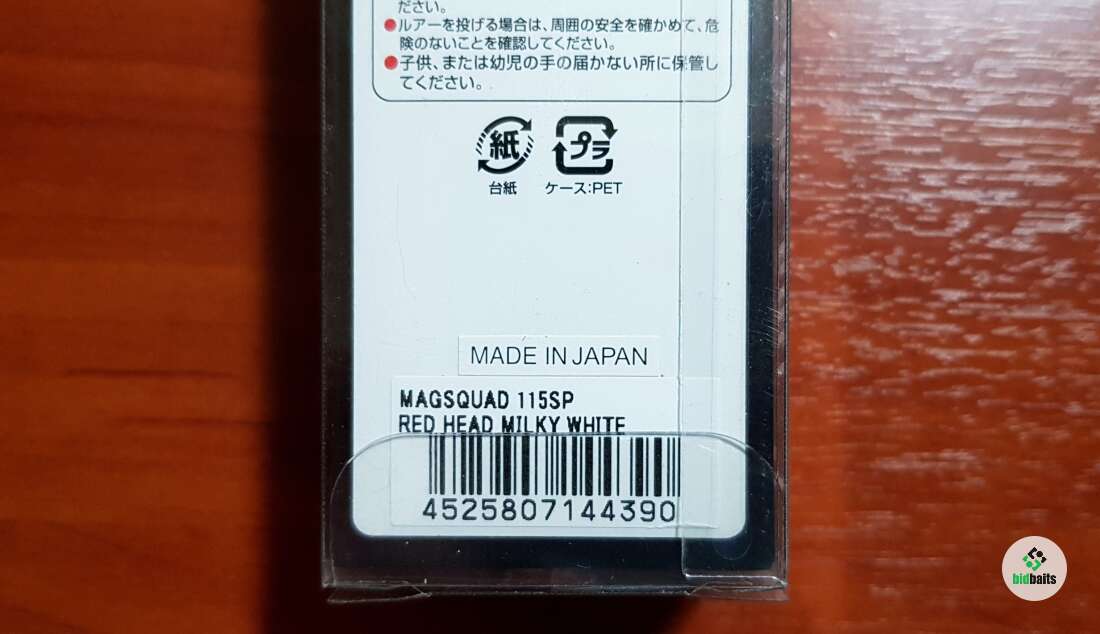 ださい。
●ルアーを投げる場合は、周囲の安全を確かめて、危
険のないことを確認してください。
●子供、または幼児の手の届かない所に保管し
てください。
紙 プラ
台紙 ケース:PET
MADE IN JAPAN
MAGSQUAD 115SP
RED HEAD MILKY WHITE
4525807144390
bidbaits